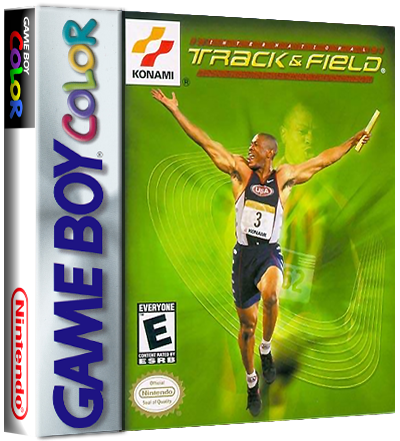 GAME BOY
COLOR
Nintendo
GAME BOY COLOR
KONAMI
®
INTERNATIONAL
TRACK & FIELD®
USA
3
KONAMI
EVERYONE
E
CONTENT RATED BY
ESRB
Official
Nintendo
Seal of Quality